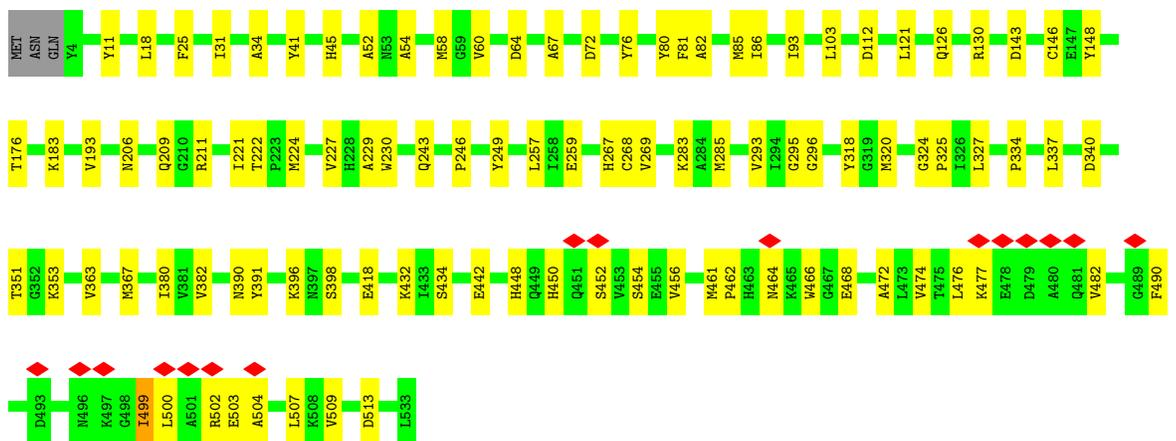 MET ASN GLN Y4 Y11 L18 F25 I31 A34 Y41 H45 A52 N53 A54 M58 G59 V60 D64 A67 D72 Y76 Y80 F81 A82 M85 I86 I93 L103 D112 L121 Q126 R130 D143 C146 E147 Y148
T176 K183 V193 N206 Q209 G210 R211 I221 T222 P223 M224 V227 H228 A229 W230 Q243 P246 Y249 L257 I258 E259 H267 C268 V269 K283 A284 M285 V293 I294 G295 G296 Y318 G319 M320 G324 P325 I326 L327 P334 L337 D340
T351 G352 K353 V363 M367 I380 V381 V382 N390 Y391 K396 N397 S398 E418 K432 I433 S434 E442 H448 Q449 H450 Q451 S452 V453 S454 E455 V456 M461 P462 H463 N464 K465 W466 G467 E468 A472 L473 V474 T475 L476 K477 E478 D479 A480 Q481 V482 G489 F490
D493 N496 K497 G498 I499 L500 A501 R502 E503 A504 L507 K508 V509 D513 L533